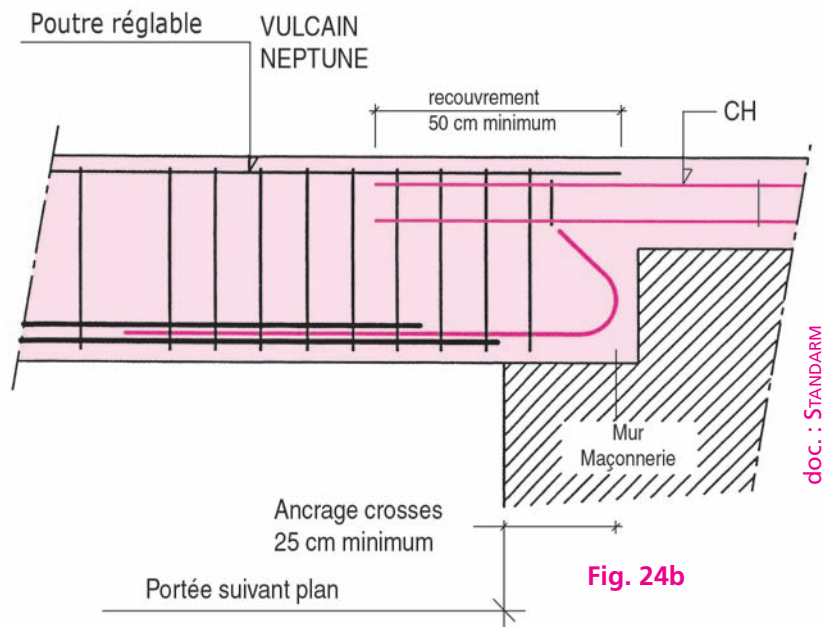 Poutre réglable
VULCAIN
NEPTUNE
recouvrement
50 cm minimum
CH
Mur
Maçonnerie
Ancrage crosses
25 cm minimum
Portée suivant plan
Fig. 24b
doc. : STANDARM